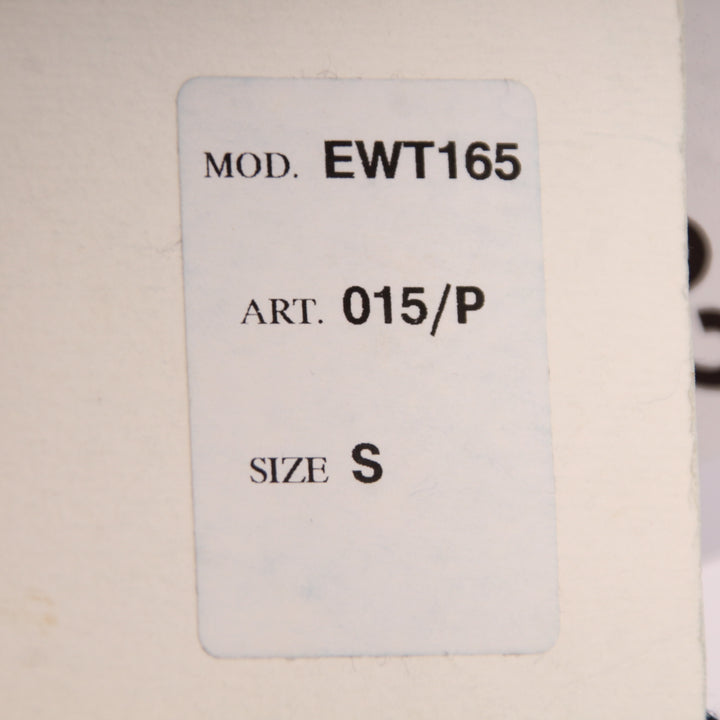 MOD. EWT165
ART. 015/P
SIZE S